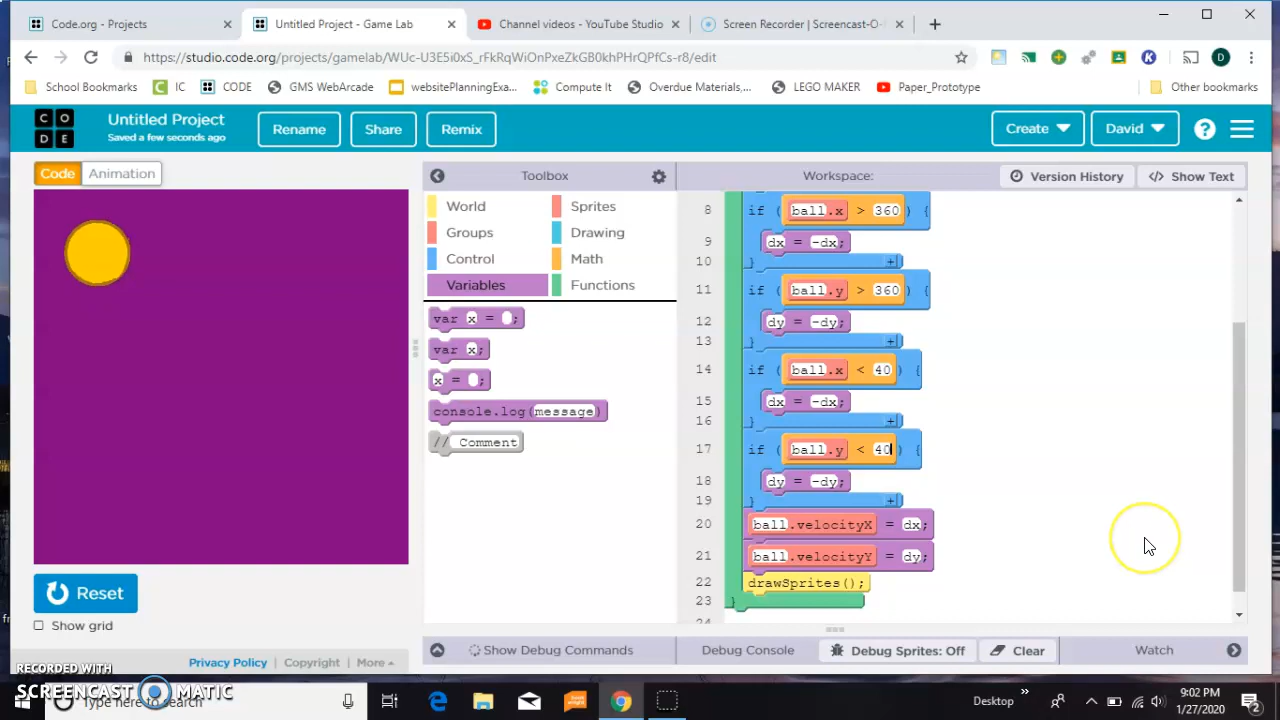 Code.org - Projects
Untitled Project - Game Lab
Channel videos - YouTube Studio
Screen Recorder | Screencast-O-
https://studio.code.org/projects/gamelab/WUc-U3E5i0xS_rFkRqWiOnPxeZkGB0khPHrQPfCs-r8/edit
D
School Bookmarks
IC
CODE
GMS WebArcade
websitePlanningExa...
Compute It
Overdue Materials,...
LEGO MAKER
Paper_Prototype
Other bookmarks
C O
D E
Untitled Project
Saved a few seconds ago
Rename
Share
Remix
Create
David
?
Code
Animation
Toolbox
Workspace:
Version History
</> Show Text
World
Sprites
Groups
Drawing
Control
Math
Variables
Functions
var x = ;
var x;
x = ;
console.log(message)
// Comment
8 if ( ball.x > 360 ) {
9 dx = -dx;
10 } +
11 if ( ball.y > 360 ) {
12 dy = -dy;
13 } +
14 if ( ball.x < 40 ) {
15 dx = -dx;
16 } +
17 if ( ball.y < 40 ) {
18 dy = -dy;
19 } +
20 ball.velocityX = dx;
21 ball.velocityY = dy;
22 drawSprites();
23 }
24
Reset
Show grid
Privacy Policy
Copyright
More
Show Debug Commands
Debug Console
Debug Sprites: Off
Clear
Watch
RECORDED WITH
SCREENCAST MATIC
Type here to search
Desktop
9:02 PM
1/27/2020
2